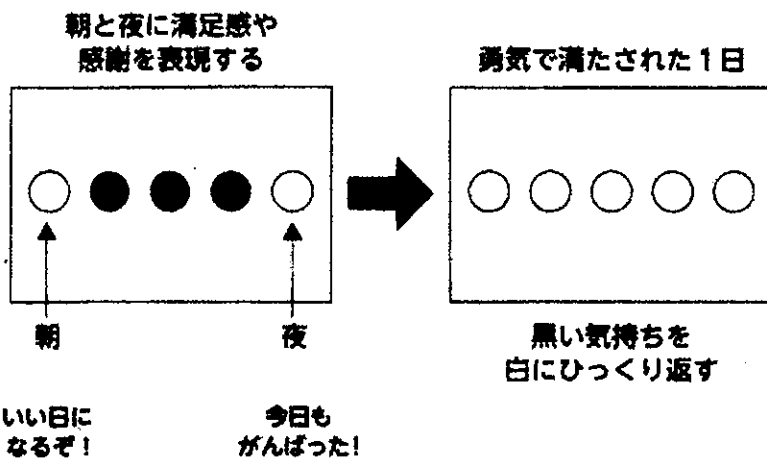 朝と夜に満足感や
感謝を表現する
勇気で満たされた1日
朝
夜
黒い気持ちを
白にひっくり返す
いい日に
なるぞ!
今日も
がんばった!